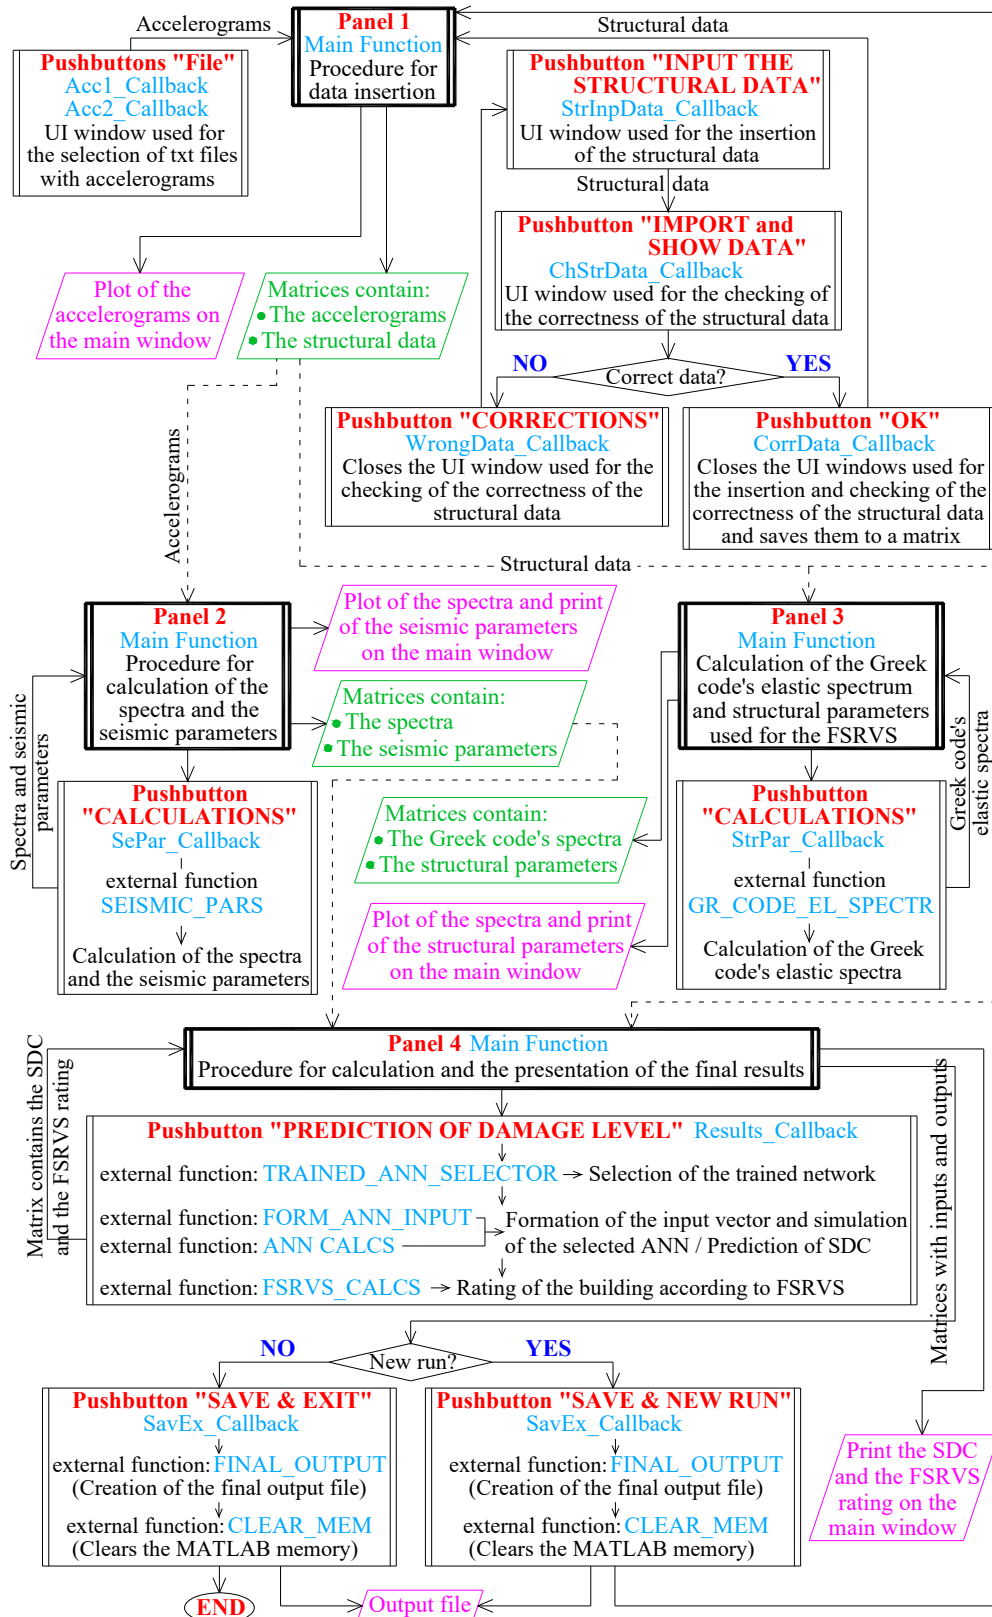 Accelerograms
Panel 1
Main Function
Procedure for
data insertion
Structural data
Structural data
Pushbuttons "File"
Acc1_Callback
Acc2_Callback
UI window used for
the selection of txt files
with accelerograms
Pushbutton "INPUT THE
STRUCTURAL DATA"
StrInpData_Callback
UI window used for the insertion
of the structural data
Structural data
Pushbutton "IMPORT and
SHOW DATA"
ChStrData_Callback
UI window used for the checking of
the correctness of the structural data
Plot of the
accelerograms on
the main window
Matrices contain:
The accelerograms
The structural data
NO
Correct data?
YES
Pushbutton "CORRECTIONS"
WrongData_Callback
Closes the UI window used for the
checking of the correctness of the
structural data
Pushbutton "OK"
CorrData_Callback
Closes the UI windows used for
the insertion and checking of the
correctness of the structural data
and saves them to a matrix
Accelerograms
Structural data
Panel 2
Main Function
Procedure for
calculation of the
spectra and the
seismic parameters
Plot of the spectra and print
of the seismic parameters
on the main window
Matrices contain:
The spectra
The seismic parameters
Panel 3
Main Function
Calculation of the Greek
code's elastic spectrum
and structural parameters
used for the FSRVS
Spectra and seismic
parameters
Greek code's
elastic spectra
Pushbutton
"CALCULATIONS"
SePar_Callback
external function
SEISMIC_PARS
Calculation of the spectra
and the seismic parameters
Matrices contain:
The Greek code's spectra
The structural parameters
Plot of the spectra and print
of the structural parameters
on the main window
Pushbutton
"CALCULATIONS"
StrPar_Callback
external function
GR_CODE_EL_SPECTR
Calculation of the Greek
code's elastic spectra
Panel 4 Main Function
Procedure for calculation and the presentation of the final results
Matrix contains the SDC
and the FSRVS rating
Matrices with inputs and outputs
Pushbutton "PREDICTION OF DAMAGE LEVEL" Results_Callback
external function: TRAINED_ANN_SELECTOR → Selection of the trained network
external function: FORM_ANN_INPUT
external function: ANN CALCS
Formation of the input vector and simulation
of the selected ANN / Prediction of SDC
external function: FSRVS_CALCS → Rating of the building according to FSRVS
NO
New run?
YES
Pushbutton "SAVE & EXIT"
SavEx_Callback
external function: FINAL_OUTPUT
(Creation of the final output file)
external function: CLEAR_MEM
(Clears the MATLAB memory)
Pushbutton "SAVE & NEW RUN"
SavEx_Callback
external function: FINAL_OUTPUT
(Creation of the final output file)
external function: CLEAR_MEM
(Clears the MATLAB memory)
Print the SDC
and the FSRVS
rating on the
main window
END
Output file